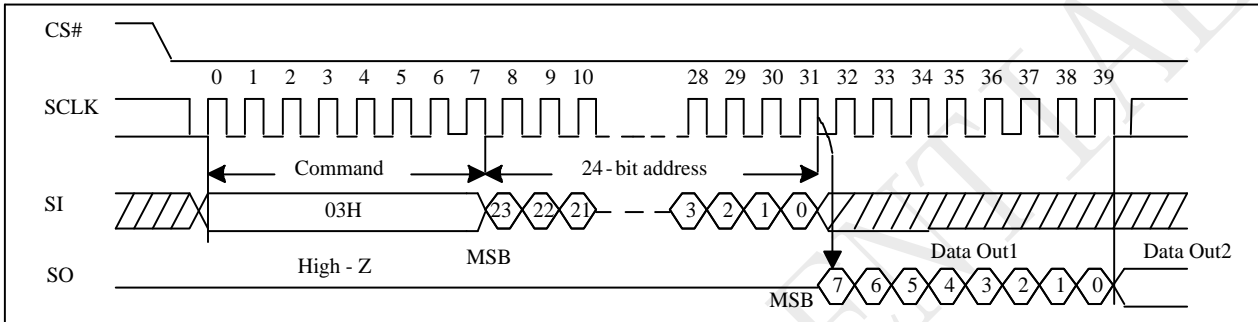 CS#
0 1 2 3 4 5 6 7 8 9 10 28 29 30 31 32 33 34 35 36 37 38 39
SCLK
Command 24-bit address
SI 03H 23 22 21 3 2 1 0
MSB Data Out1 Data Out2
SO High - Z
MSB 7 6 5 4 3 2 1 0